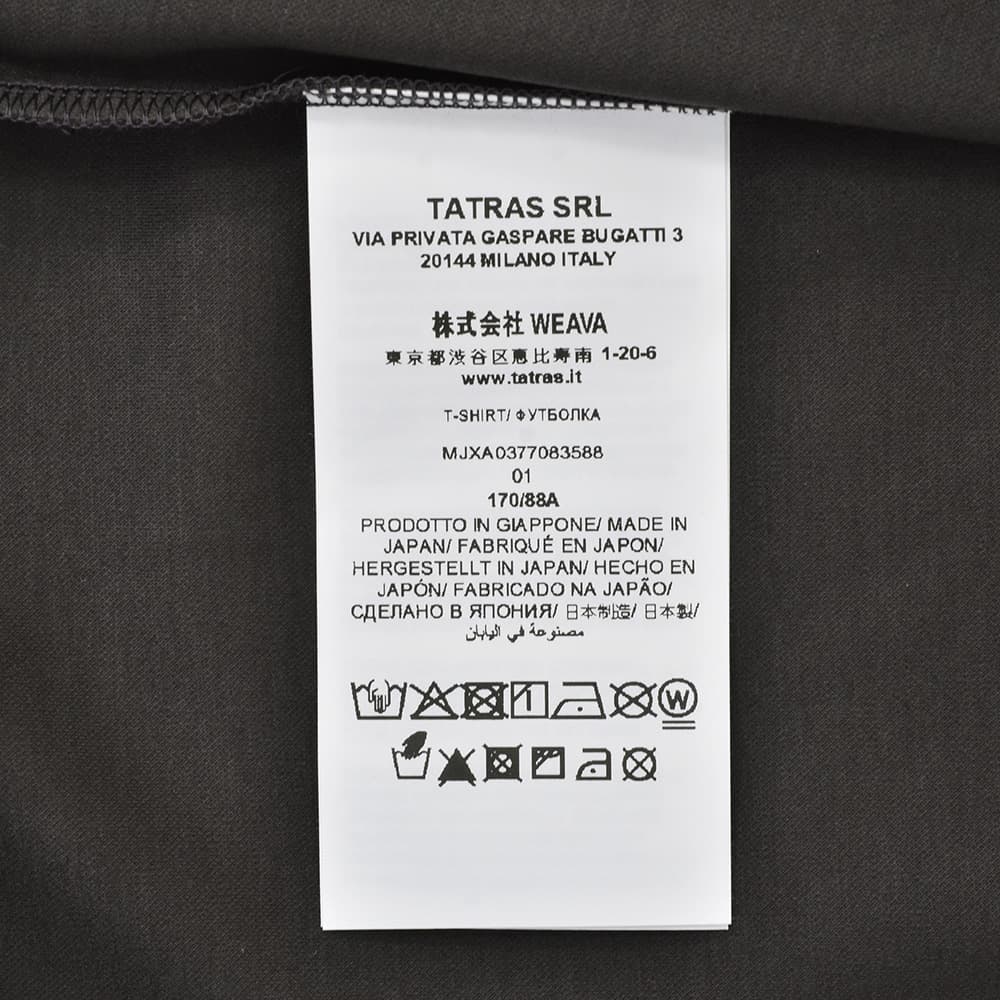 TATRAS SRL
VIA PRIVATA GASPARE BUGATTI 3
20144 MILANO ITALY
株式会社 WEAVA
東京都渋谷区恵比寿南 1-20-6
www.tatras.it
T-SHIRT/ ФУТБОЛКА
MJXA0377083588
01
170/88A
PRODOTTO IN GIAPPONE/ MADE IN
JAPAN/ FABRIQUÉ EN JAPON/
HERGESTELLT IN JAPAN/ HECHO EN
JAPÓN/ FABRICADO NA JAPÃO/
СДЕЛАНО В ЯПОНИЯ/ 日本制造/ 日本製/
مصنوعة في اليابان
W